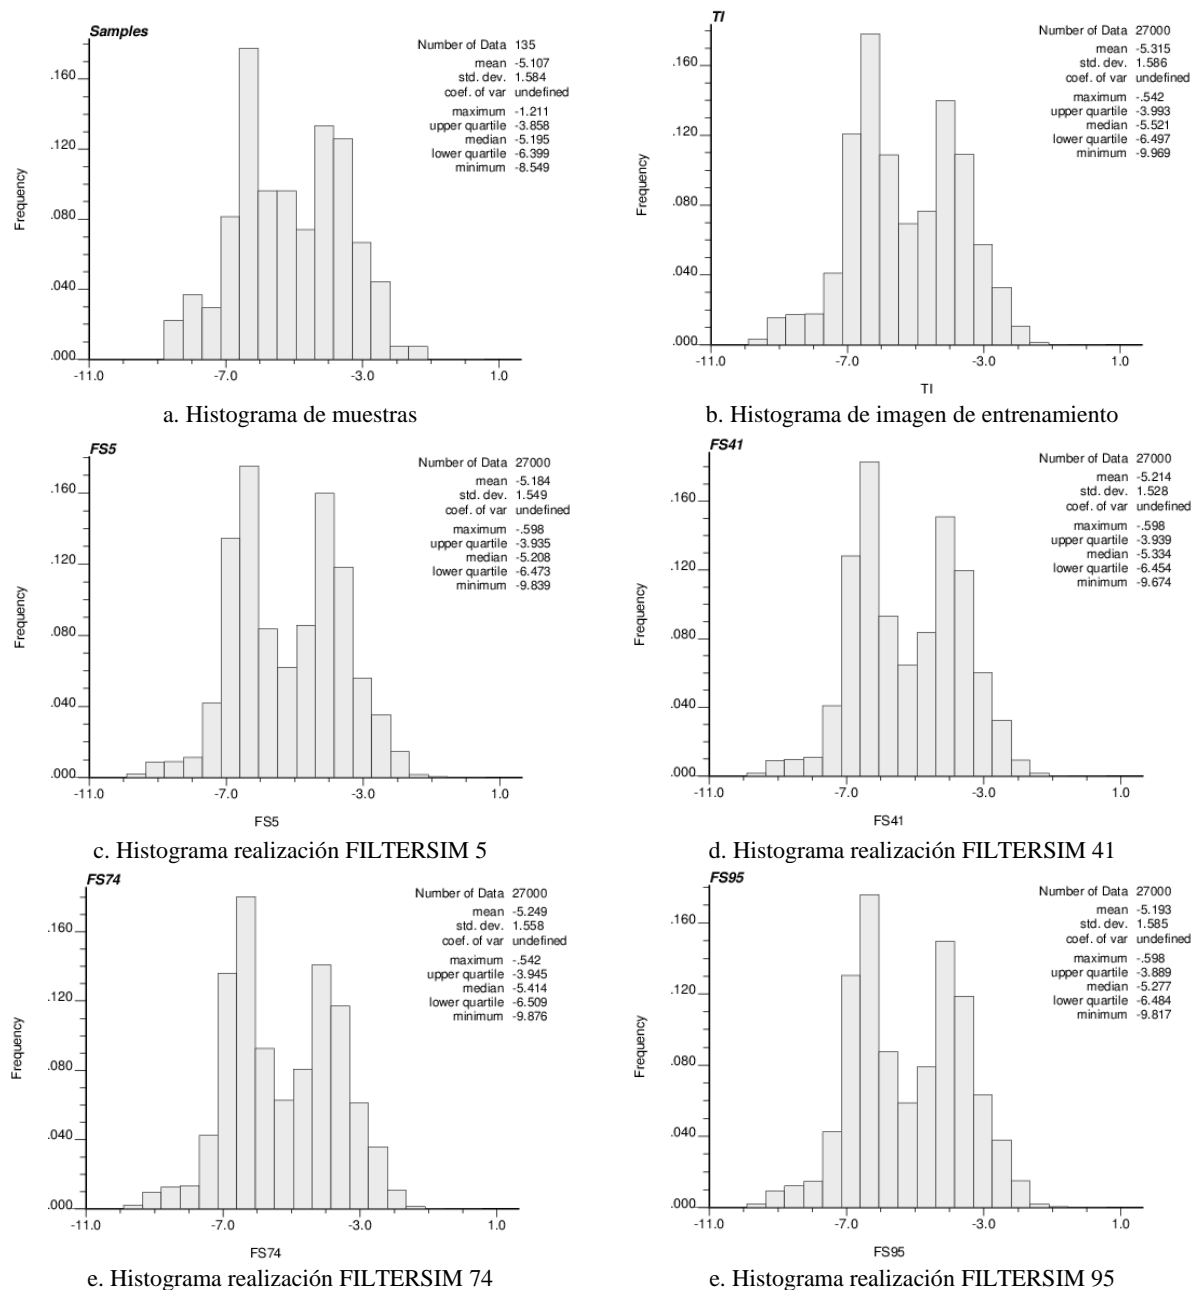 Samples
Number of Data 135
mean -5.107
std. dev. 1.584
coef. of var undefined
maximum -1.211
upper quartile -3.858
median -5.195
lower quartile -6.399
minimum -8.549
Frequency
.160
.120
.080
.040
.000
-11.0 -7.0 -3.0 1.0
a. Histograma de muestras
TI
Number of Data 27000
mean -5.315
std. dev. 1.586
coef. of var undefined
maximum -.542
upper quartile -3.993
median -5.521
lower quartile -6.497
minimum -9.969
Frequency
.160
.120
.080
.040
.000
-11.0 -7.0 -3.0 1.0
TI
b. Histograma de imagen de entrenamiento
FS5
Number of Data 27000
mean -5.184
std. dev. 1.549
coef. of var undefined
maximum -.598
upper quartile -3.935
median -5.208
lower quartile -6.473
minimum -9.839
Frequency
.160
.120
.080
.040
.000
-11.0 -7.0 -3.0 1.0
FS5
c. Histograma realización FILTERSIM 5
FS41
Number of Data 27000
mean -5.214
std. dev. 1.528
coef. of var undefined
maximum -.598
upper quartile -3.939
median -5.334
lower quartile -6.454
minimum -9.674
Frequency
.160
.120
.080
.040
.000
-11.0 -7.0 -3.0 1.0
FS41
d. Histograma realización FILTERSIM 41
FS74
Number of Data 27000
mean -5.249
std. dev. 1.558
coef. of var undefined
maximum -.542
upper quartile -3.945
median -5.414
lower quartile -6.509
minimum -9.876
Frequency
.160
.120
.080
.040
.000
-11.0 -7.0 -3.0 1.0
FS74
e. Histograma realización FILTERSIM 74
FS95
Number of Data 27000
mean -5.193
std. dev. 1.585
coef. of var undefined
maximum -.598
upper quartile -3.889
median -5.277
lower quartile -6.484
minimum -9.817
Frequency
.160
.120
.080
.040
.000
-11.0 -7.0 -3.0 1.0
FS95
e. Histograma realización FILTERSIM 95